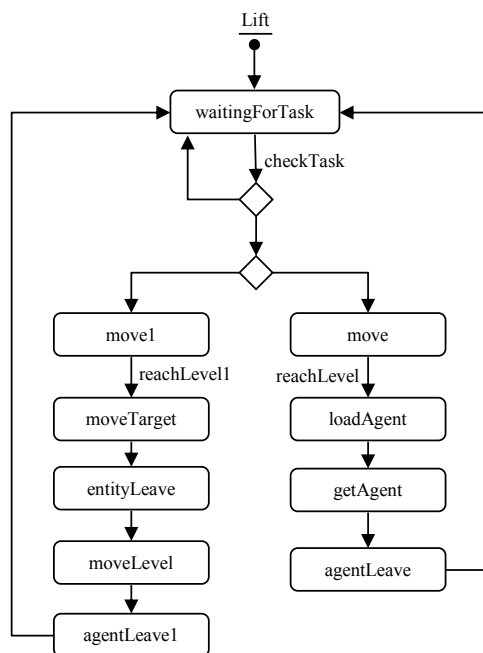 Lift
waitingForTask
checkTask
move1
move
reachLevel1
reachLevel
moveTarget
loadAgent
entityLeave
getAgent
moveLevel
agentLeave
agentLeave1